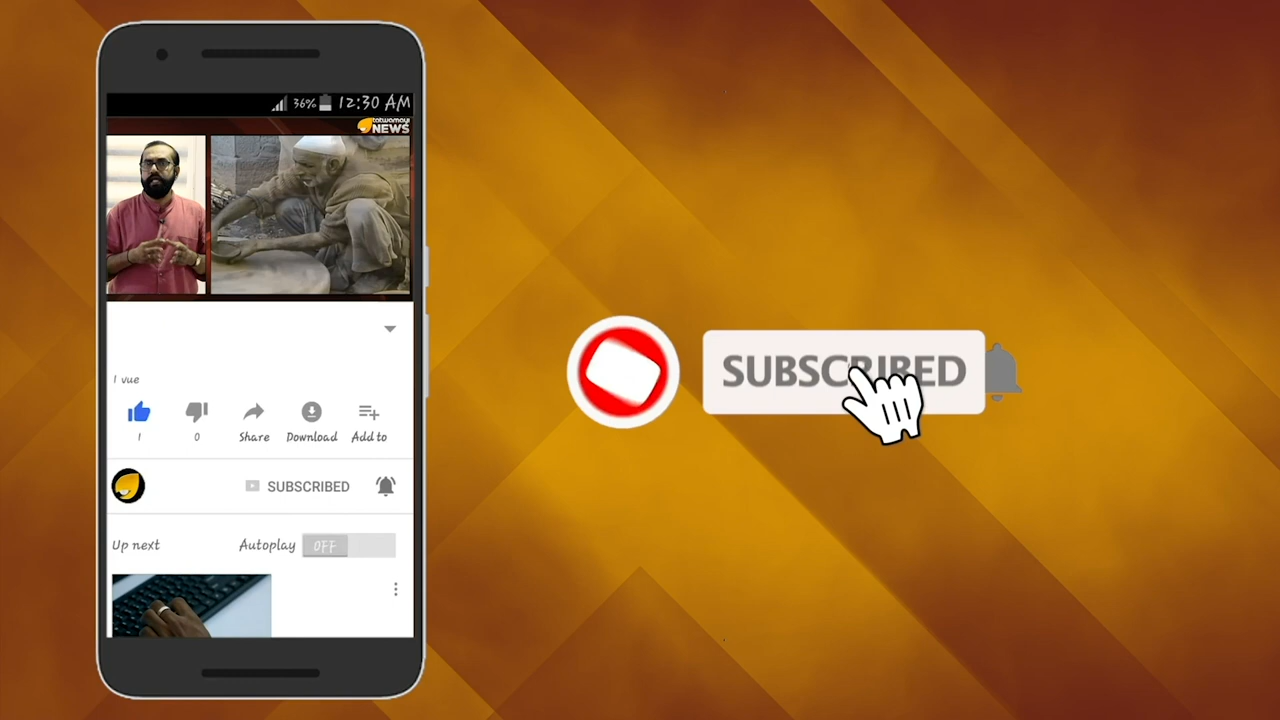 36% 12:30 AM
tatwamayi
NEWS
1 vue
1
0
Share
Download
Add to
SUBSCRIBED
Up next
Autoplay
OFF
SUBSCRIBED